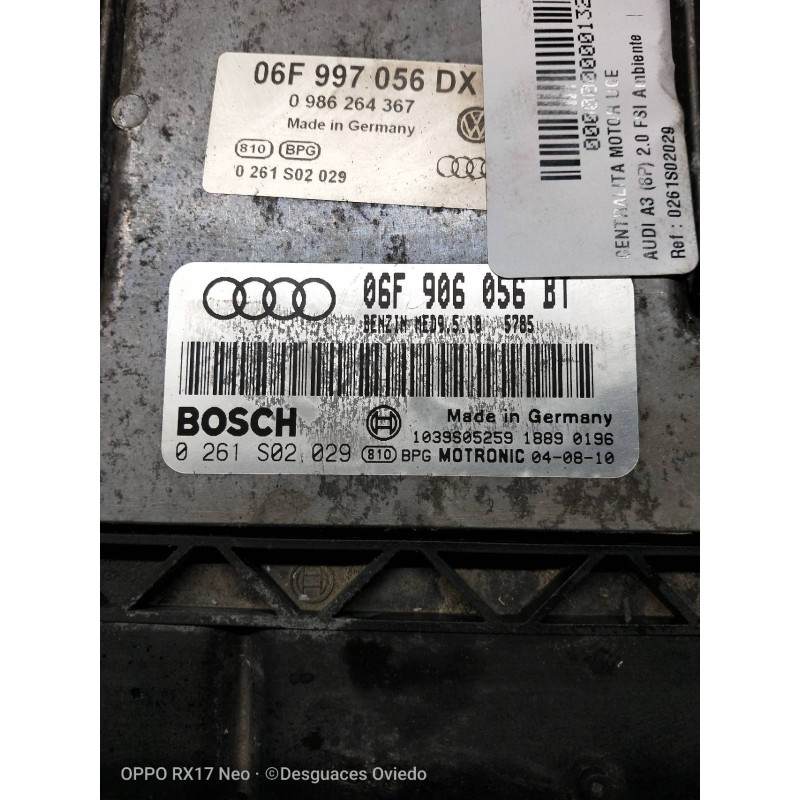 06F 997 056 DX
0 986 264 367
Made in Germany
810 BPG
0 261 S02 029
CENTRALITA MOTOR UCE
AUDI A3 (8P) 2.0 FSI Ambiente
Ref: 0261S02029
06F 906 056 BT
BENZIN MED9.5.10 5785
BOSCH
Made in Germany
1039S05259 1889 0196
0 261 S02 029 810 BPG MOTRONIC 04-08-10
OPPO RX17 Neo · ©Desguaces Oviedo